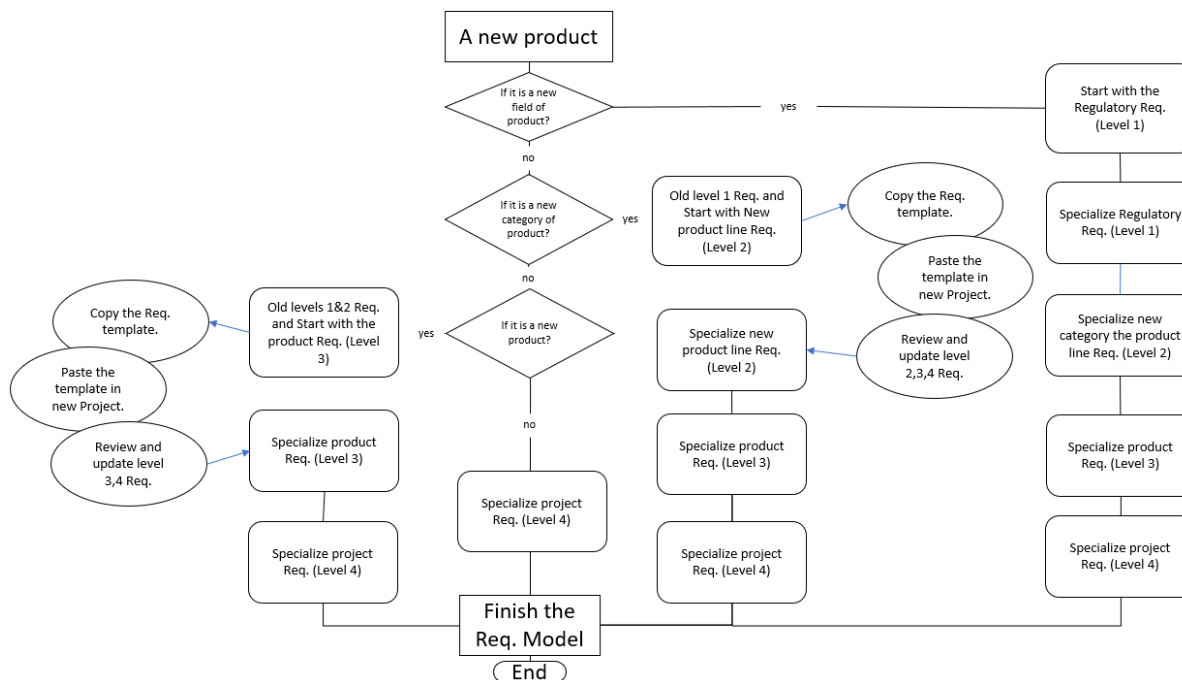 A new product
If it is a new
field of
product?
yes
Start with the
Regulatory Req.
(Level 1)
no
If it is a new
category of
product?
yes
Old level 1 Req. and
Start with New
product line Req.
(Level 2)
Copy the Req.
template.
Paste the
template in
new Project.
Review and
update level
2,3,4 Req.
Specialize Regulatory
Req. (Level 1)
no
If it is a new
product?
yes
Old levels 1&2 Req.
and Start with the
product Req. (Level
3)
Copy the Req.
template.
Paste the
template in
new Project.
Review and
update level
3,4 Req.
Specialize new
product line Req.
(Level 2)
Specialize new
category the product
line Req. (Level 2)
no
Specialize product
Req. (Level 3)
Specialize project
Req. (Level 4)
Specialize product
Req. (Level 3)
Specialize product
Req. (Level 3)
Specialize project
Req. (Level 4)
Specialize project
Req. (Level 4)
Specialize project
Req. (Level 4)
Finish the
Req. Model
End